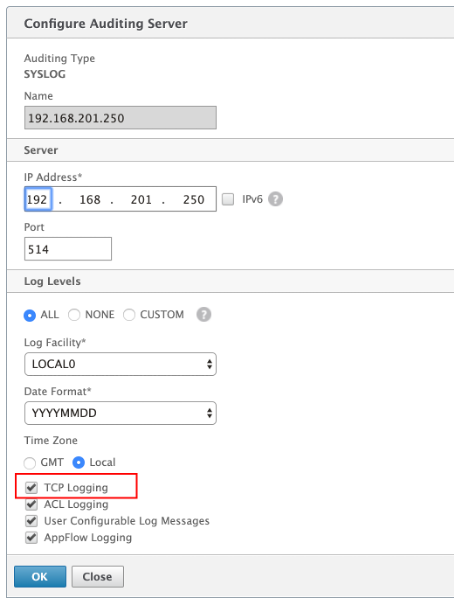 Configure Auditing Server
Auditing Type
SYSLOG
Name
192.168.201.250
Server
IP Address*
192 . 168 . 201 . 250 IPv6 ?
Port
514
Log Levels
ALL NONE CUSTOM ?
Log Facility*
LOCAL0
Date Format*
YYYYMMDD
Time Zone
GMT Local
TCP Logging
ACL Logging
User Configurable Log Messages
AppFlow Logging
OK Close